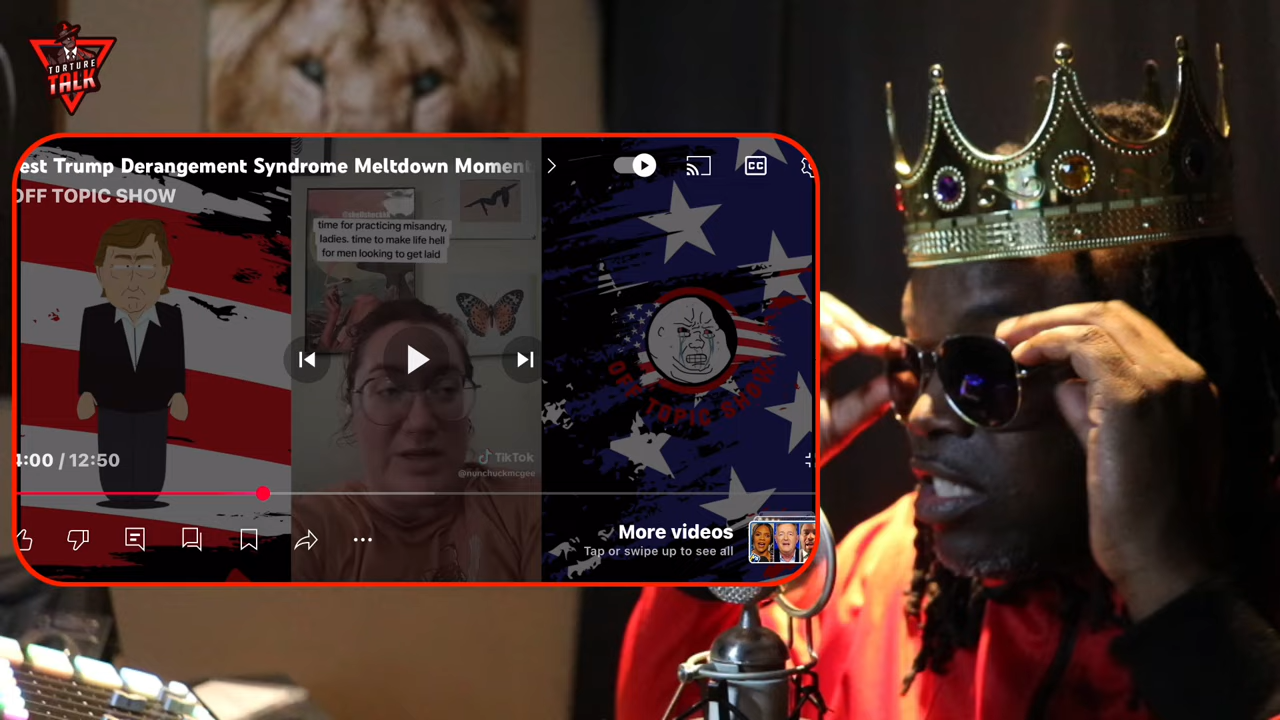 TORTURE
TALK
est Trump Derangement Syndrome Meltdown Moment
OFF TOPIC SHOW
CC
time for practicing misandry,
ladies. time to make life hell
for men looking to get laid
OFF TOPIC SHOW
TikTok
@nunchuckmcgee
4:00 / 12:50
More videos
Tap or swipe up to see all